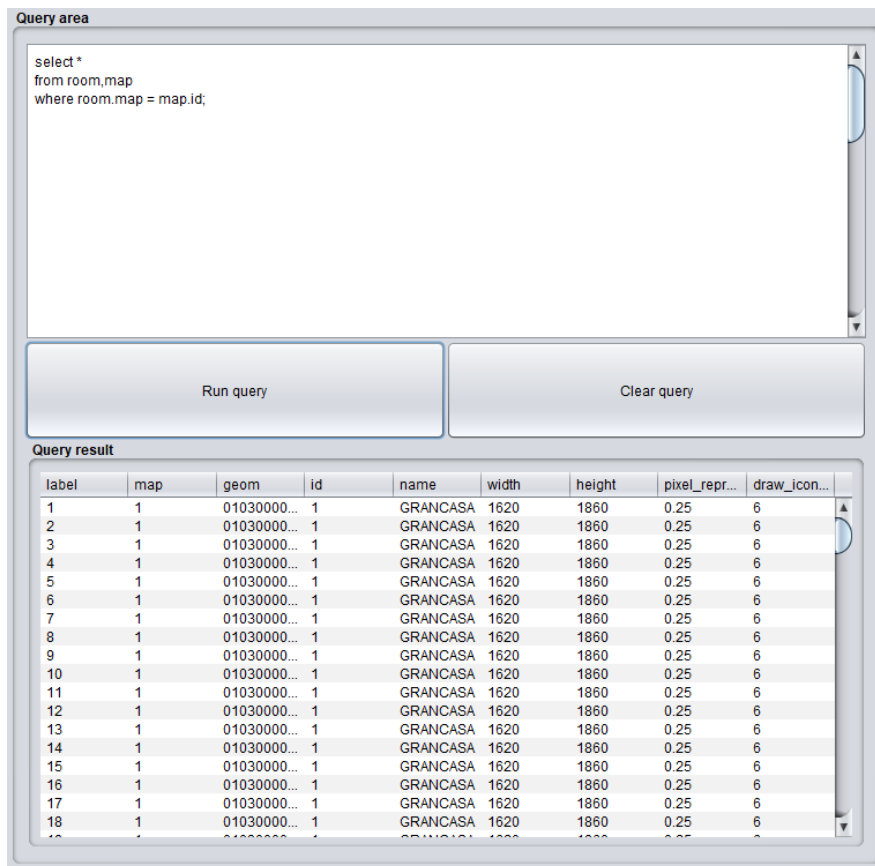 Query area
select *
from room,map
where room.map = map.id;
Run query
Clear query
Query result
label map geom id name width height pixel_repr... draw_icon...
1 1 01030000... 1 GRANCASA 1620 1860 0.25 6
2 1 01030000... 1 GRANCASA 1620 1860 0.25 6
3 1 01030000... 1 GRANCASA 1620 1860 0.25 6
4 1 01030000... 1 GRANCASA 1620 1860 0.25 6
5 1 01030000... 1 GRANCASA 1620 1860 0.25 6
6 1 01030000... 1 GRANCASA 1620 1860 0.25 6
7 1 01030000... 1 GRANCASA 1620 1860 0.25 6
8 1 01030000... 1 GRANCASA 1620 1860 0.25 6
9 1 01030000... 1 GRANCASA 1620 1860 0.25 6
10 1 01030000... 1 GRANCASA 1620 1860 0.25 6
11 1 01030000... 1 GRANCASA 1620 1860 0.25 6
12 1 01030000... 1 GRANCASA 1620 1860 0.25 6
13 1 01030000... 1 GRANCASA 1620 1860 0.25 6
14 1 01030000... 1 GRANCASA 1620 1860 0.25 6
15 1 01030000... 1 GRANCASA 1620 1860 0.25 6
16 1 01030000... 1 GRANCASA 1620 1860 0.25 6
17 1 01030000... 1 GRANCASA 1620 1860 0.25 6
18 1 01030000... 1 GRANCASA 1620 1860 0.25 6